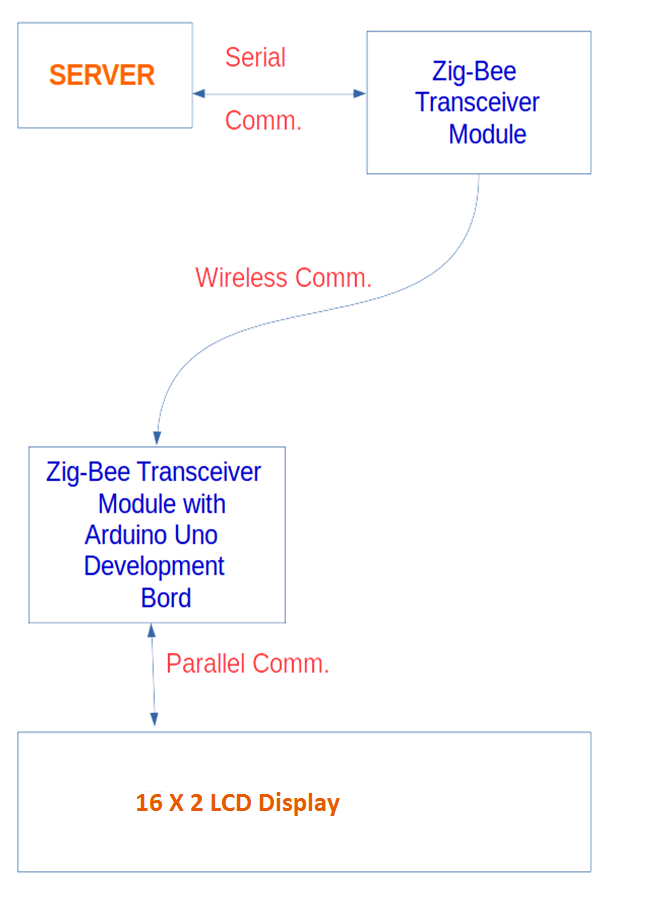 SERVER
Serial
Comm.
Zig-Bee
Transceiver
Module
Wireless Comm.
Zig-Bee Transceiver
Module with
Arduino Uno
Development
Bord
Parallel Comm.
16 X 2 LCD Display